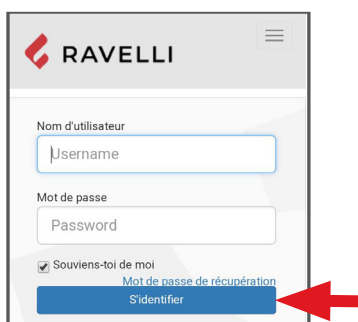 RAVELLI
Nom d'utilisateur
Username
Mot de passe
Password
Souviens-toi de moi
Mot de passe de récupération
S'identifier